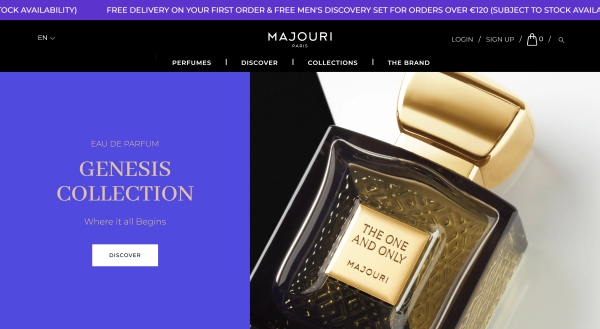 OCK AVAILABILITY) FREE DELIVERY ON YOUR FIRST ORDER & FREE MEN'S DISCOVERY SET FOR ORDERS OVER €120 (SUBJECT TO STOCK AVAILA
EN
MAJOURI
PARIS
LOGIN / SIGN UP / 0 /
PERFUMES | DISCOVER | COLLECTIONS | THE BRAND
EAU DE PARFUM
GENESIS
COLLECTION
Where it all Begins
DISCOVER
THE ONE
AND ONLY
MAJOURI